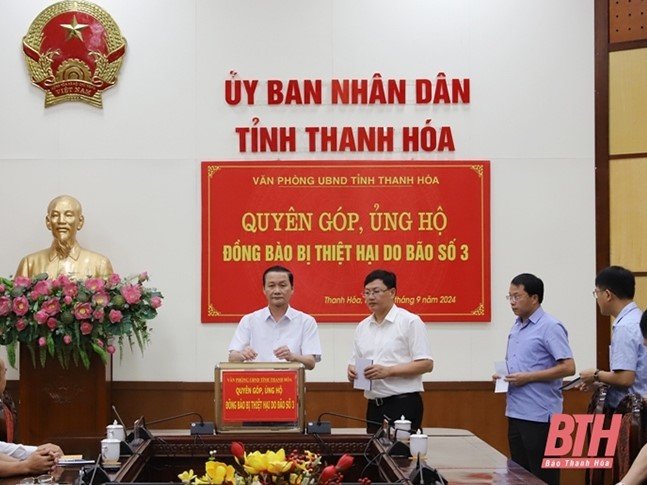 VIỆT NAM
ỦY BAN NHÂN DÂN
TỈNH THANH HÓA
VĂN PHÒNG UBND TỈNH THANH HÓA
QUYÊN GÓP, ỦNG HỘ
ĐỒNG BÀO BỊ THIỆT HẠI DO BÃO SỐ 3
Thanh Hóa, 9 năm 2024
VĂN PHÒNG UBND TỈNH THANH HÓA
QUYÊN GÓP, ỦNG HỘ
ĐỒNG BÀO BỊ THIỆT HẠI DO BÃO SỐ 3
BTH
Báo Thanh Hóa